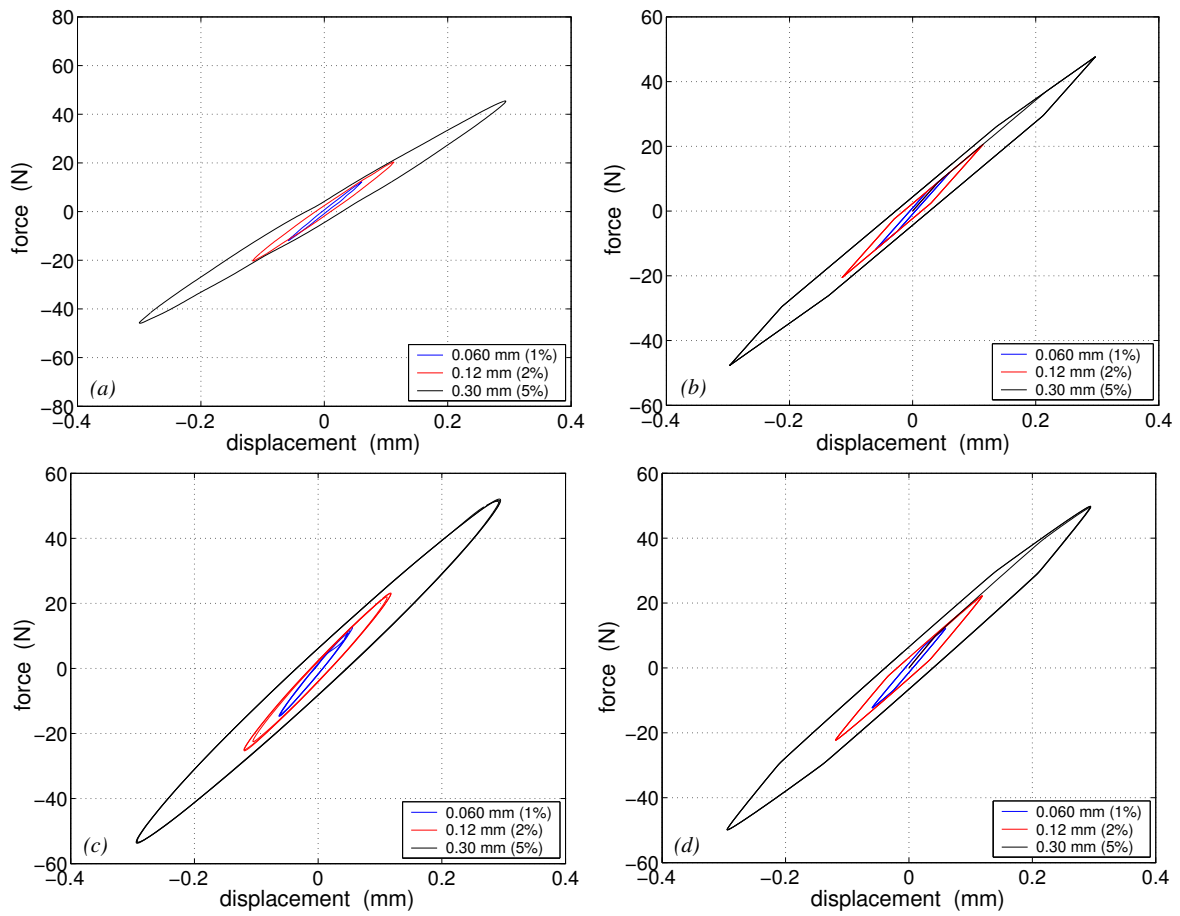 80
60
40
20
0
−20
−40
−60
−80
−0.4
−0.2
0
0.2
0.4
force (N)
displacement (mm)
0.060 mm (1%)
0.12 mm (2%)
0.30 mm (5%)
(a)
60
40
20
0
−20
−40
−60
−0.4
−0.2
0
0.2
0.4
force (N)
displacement (mm)
0.060 mm (1%)
0.12 mm (2%)
0.30 mm (5%)
(b)
60
40
20
0
−20
−40
−60
−0.4
−0.2
0
0.2
0.4
force (N)
displacement (mm)
0.060 mm (1%)
0.12 mm (2%)
0.30 mm (5%)
(c)
60
40
20
0
−20
−40
−60
−0.4
−0.2
0
0.2
0.4
force (N)
displacement (mm)
0.060 mm (1%)
0.12 mm (2%)
0.30 mm (5%)
(d)